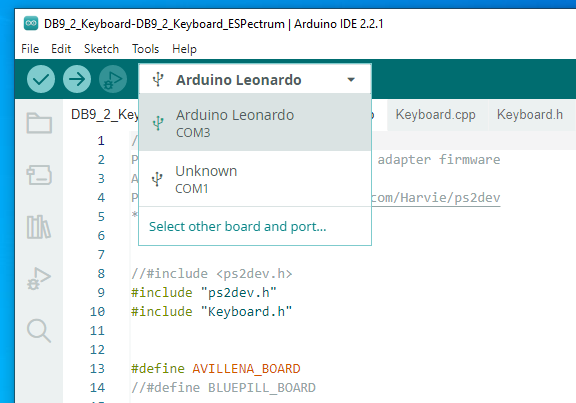 DB9_2_Keyboard-DB9_2_Keyboard_ESPectrum | Arduino IDE 2.2.1
File Edit Sketch Tools Help
Arduino Leonardo
DB9_2_Key
Keyboard.cpp Keyboard.h
Arduino Leonardo
COM3
Unknown
COM1
Select other board and port...
1 /
2 P adapter firmware
3 A
4 P com/Harvie/ps2dev
5 *
6
7
8 //#include <ps2dev.h>
9 #include "ps2dev.h"
10 #include "Keyboard.h"
11
12
13 #define AVILLENA_BOARD
14 //#define BLUEPILL_BOARD